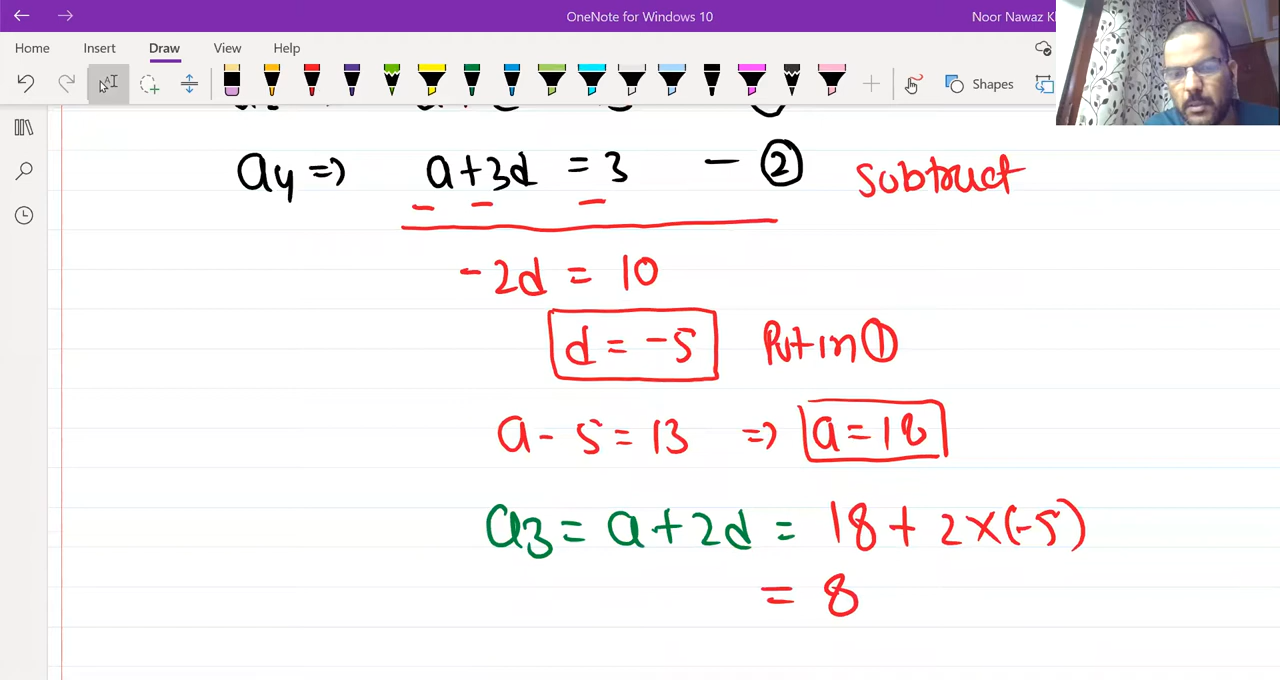 OneNote for Windows 10
Noor Nawaz K
Home Insert Draw View Help
Shapes
a4 => a+3d = 3 - ② Subtract
- - -
-2d = 10
d = -5 Put in ①
a - 5 = 13 => a = 18
a3 = a+2d = 18 + 2×(-5)
= 8